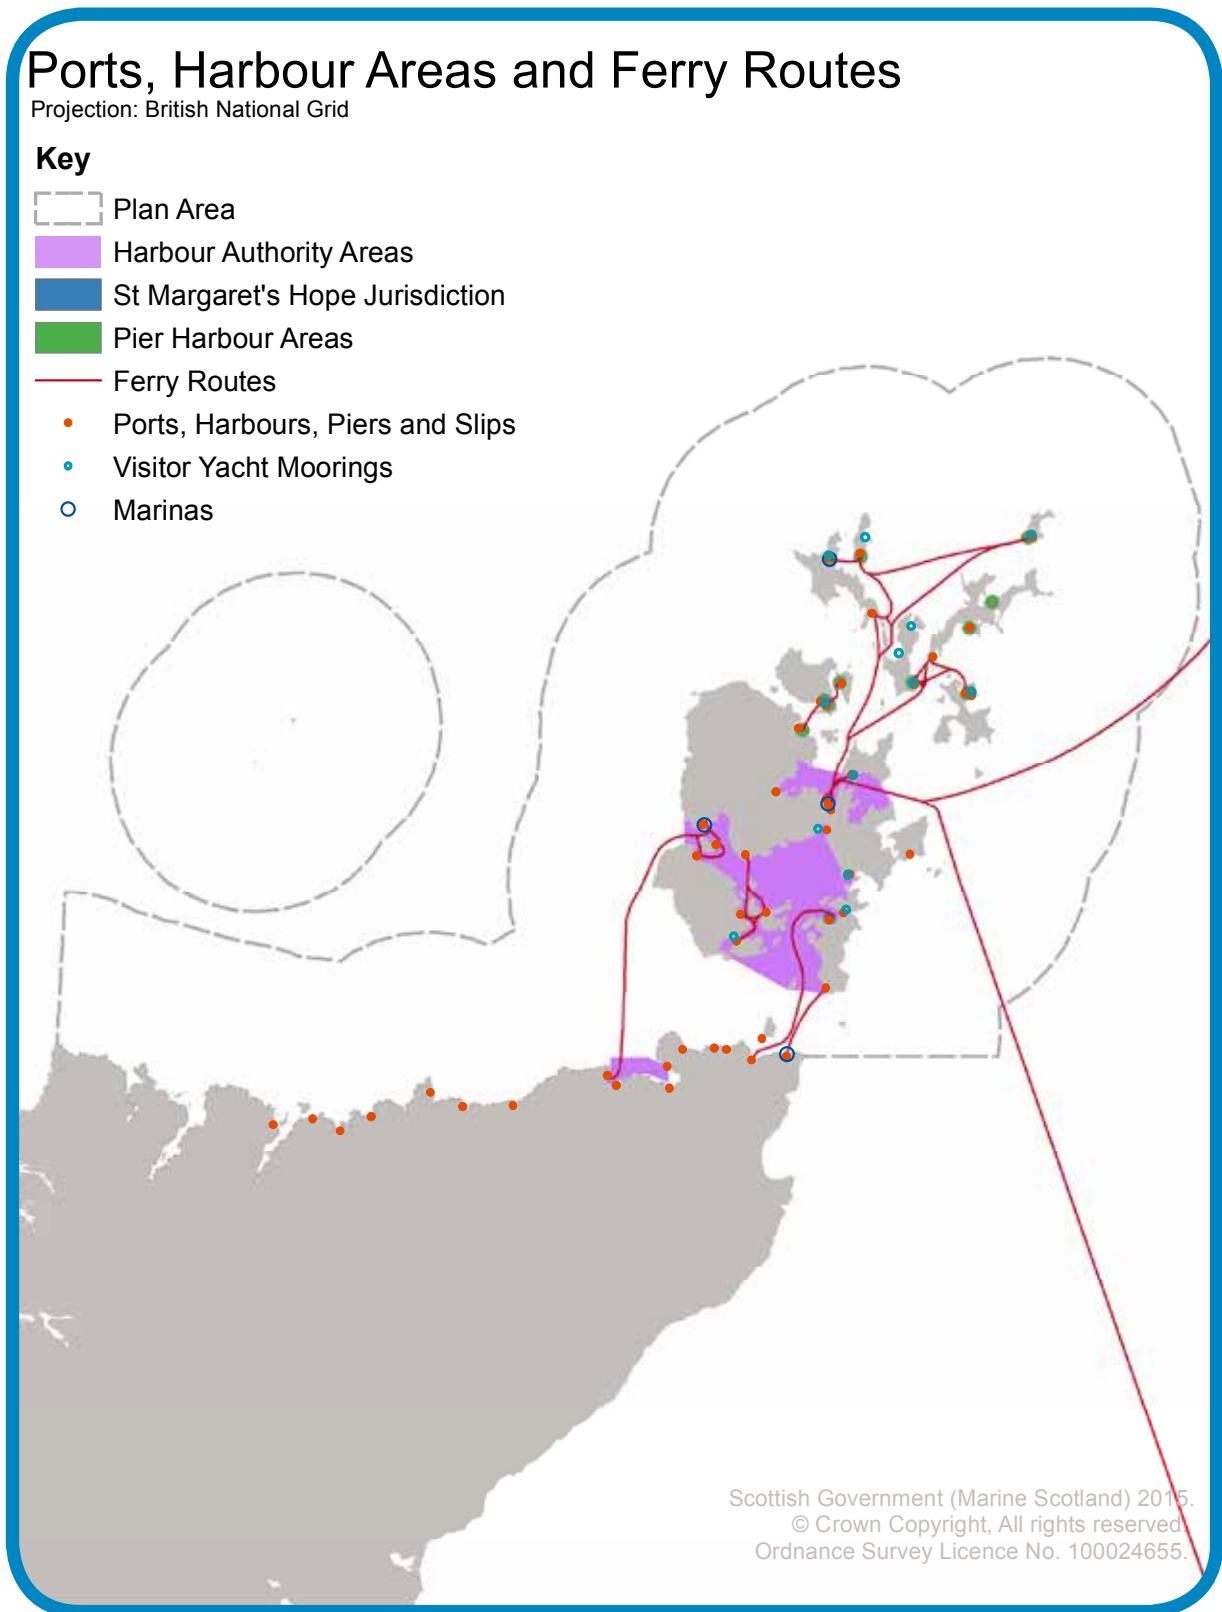 Ports, Harbour Areas and Ferry Routes
Projection: British National Grid
Key
Plan Area
Harbour Authority Areas
St Margaret's Hope Jurisdiction
Pier Harbour Areas
Ferry Routes
Ports, Harbours, Piers and Slips
Visitor Yacht Moorings
Marinas
Scottish Government (Marine Scotland) 2015.
© Crown Copyright, All rights reserved.
Ordnance Survey Licence No. 100024655.